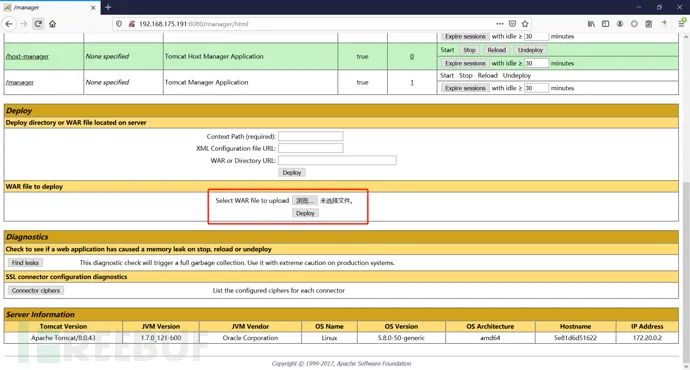 /manager
192.168.175.191:8080/manager/html
Expire sessions with idle ≥ 30 minutes
/host-manager None specified Tomcat Host Manager Application true 0 Start Stop Reload Undeploy
Expire sessions with idle ≥ 30 minutes
/manager None specified Tomcat Manager Application true 1 Start Stop Reload Undeploy
Expire sessions with idle ≥ 30 minutes
Deploy
Deploy directory or WAR file located on server
Context Path (required):
XML Configuration file URL:
WAR or Directory URL:
Deploy
WAR file to deploy
Select WAR file to upload 浏览... 未选择文件。
Deploy
Diagnostics
Check to see if a web application has caused a memory leak on stop, reload or undeploy
Find leaks This diagnostic check will trigger a full garbage collection. Use it with extreme caution on production systems.
SSL connector configuration diagnostics
Connector ciphers List the configured ciphers for each connector
Server Information
Tomcat Version JVM Version JVM Vendor OS Name OS Version OS Architecture Hostname IP Address
Apache Tomcat/8.0.43 1.7.0_121-b00 Oracle Corporation Linux 5.8.0-50-generic amd64 5e81d6d51622 172.20.0.2
FREEBUF
Copyright © 1999-2017, Apache Software Foundation